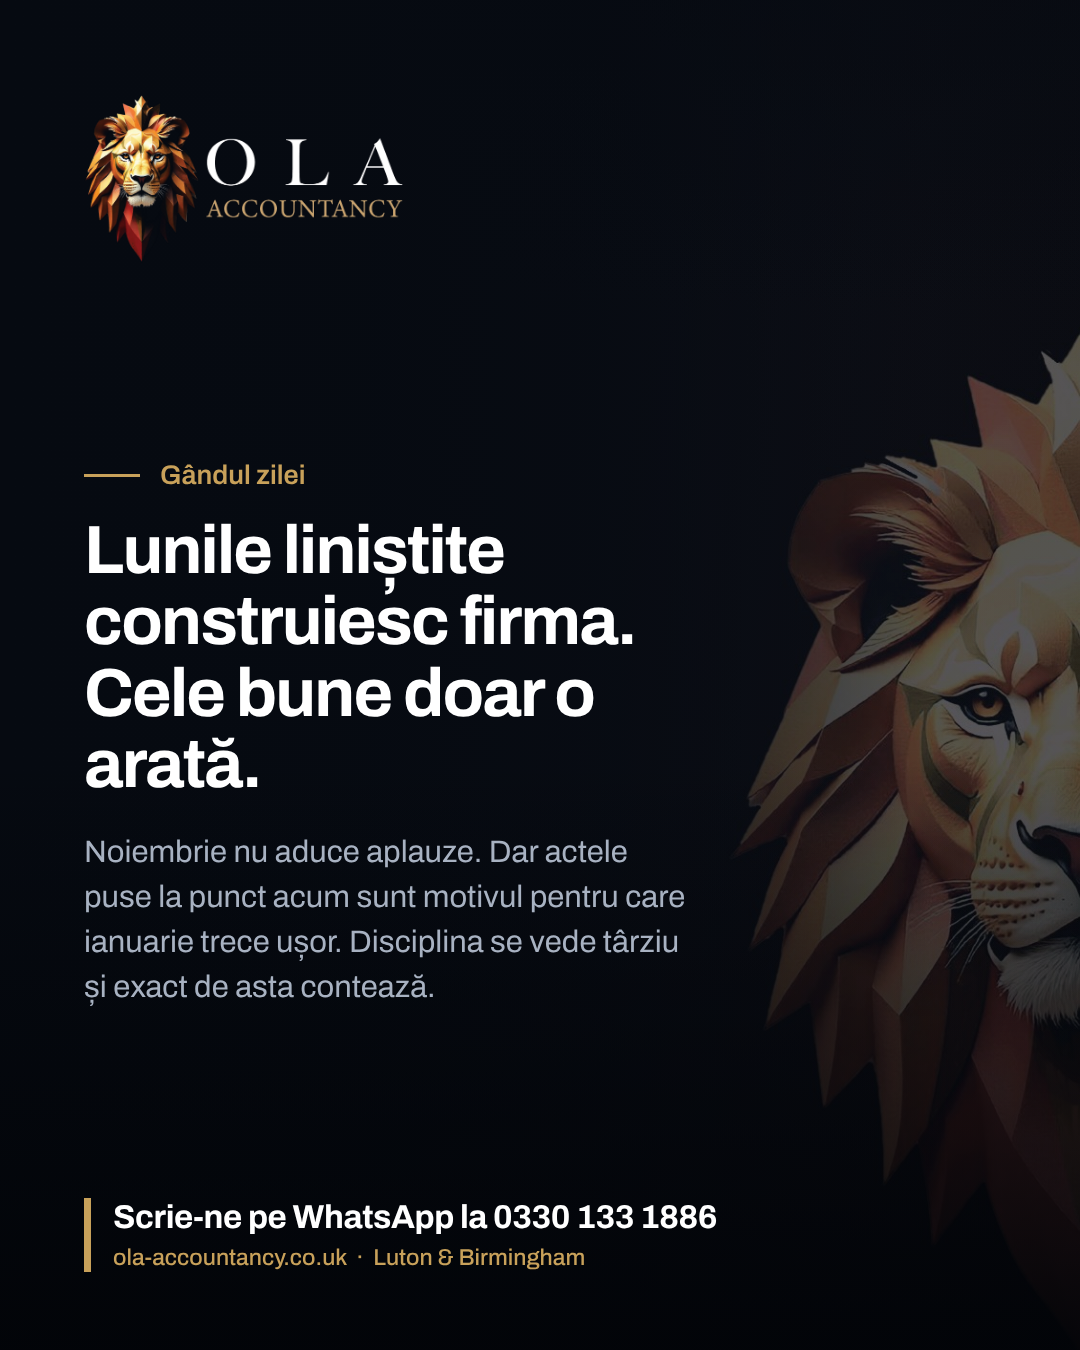 OLA
ACCOUNTANCY
Gândul zilei
Lunile liniștite
construiesc firma.
Cele bune doar o
arată.
Noiembrie nu aduce aplauze. Dar actele
puse la punct acum sunt motivul pentru care
ianuarie trece ușor. Disciplina se vede târziu
și exact de asta contează.
Scrie-ne pe WhatsApp la 0330 133 1886
ola-accountancy.co.uk · Luton & Birmingham